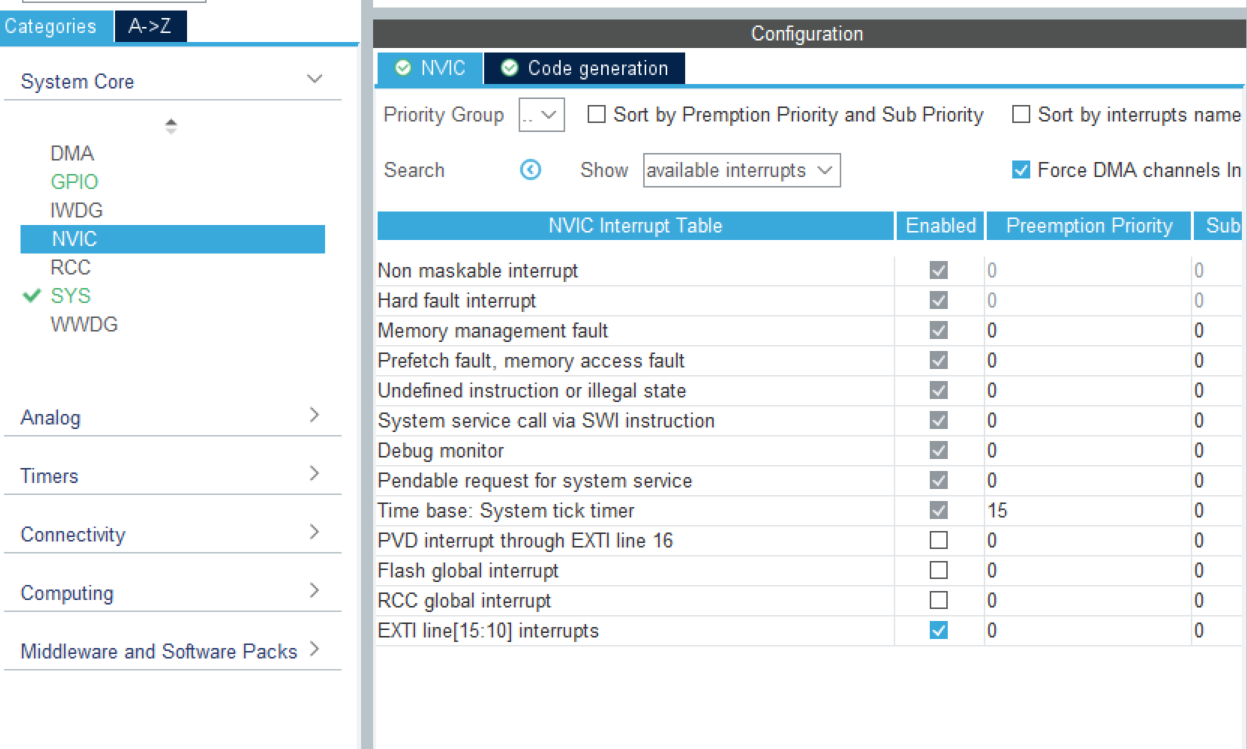 Categories A->Z
System Core
DMA
GPIO
IWDG
NVIC
RCC
SYS
WWDG
Analog
Timers
Connectivity
Computing
Middleware and Software Packs
Configuration
NVIC Code generation
Priority Group .. Sort by Premption Priority and Sub Priority Sort by interrupts name
Search Show available interrupts Force DMA channels In
NVIC Interrupt Table Enabled Preemption Priority Sub
Non maskable interrupt 0 0
Hard fault interrupt 0 0
Memory management fault 0 0
Prefetch fault, memory access fault 0 0
Undefined instruction or illegal state 0 0
System service call via SWI instruction 0 0
Debug monitor 0 0
Pendable request for system service 0 0
Time base: System tick timer 15 0
PVD interrupt through EXTI line 16 0 0
Flash global interrupt 0 0
RCC global interrupt 0 0
EXTI line[15:10] interrupts 0 0